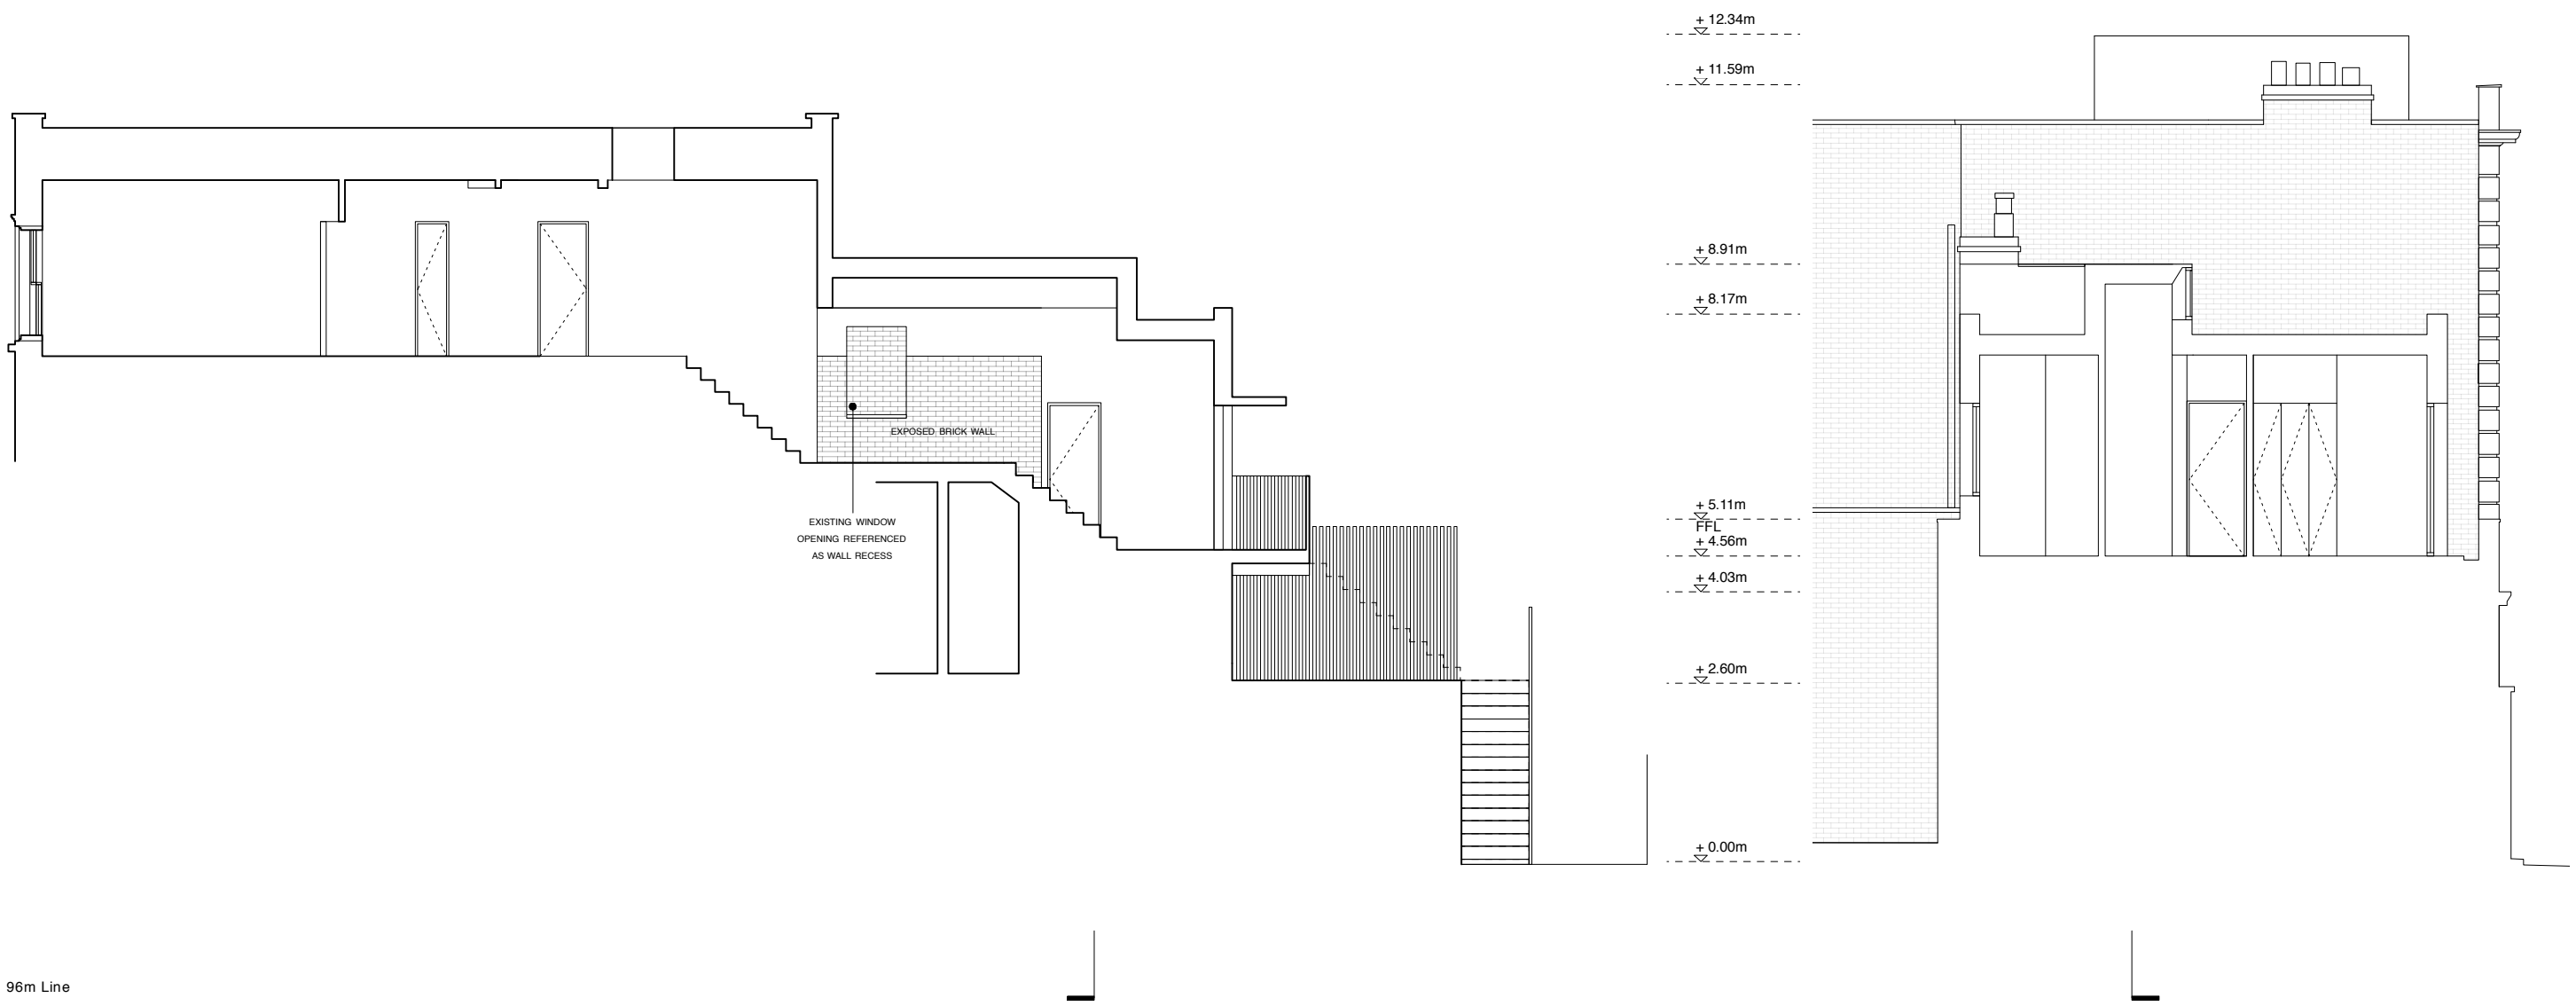 + 12.34m
+ 11.59m
+ 8.91m
+ 8.17m
EXPOSED BRICK WALL
+ 5.11m
FFL
+ 4.56m
EXISTING WINDOW
OPENING REFERENCED
AS WALL RECESS
+ 4.03m
+ 2.60m
+ 0.00m
96m Line